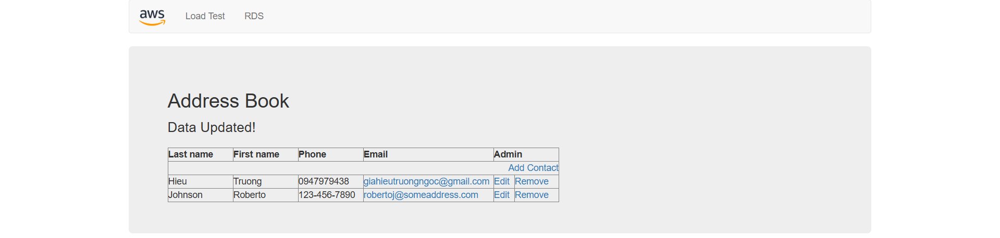 aws Load Test RDS
Address Book
Data Updated!
Last name First name Phone Email Admin
Add Contact
Hieu Truong 0947979438 giahieutruongngoc@gmail.com Edit Remove
Johnson Roberto 123-456-7890 robertoj@someaddress.com Edit Remove